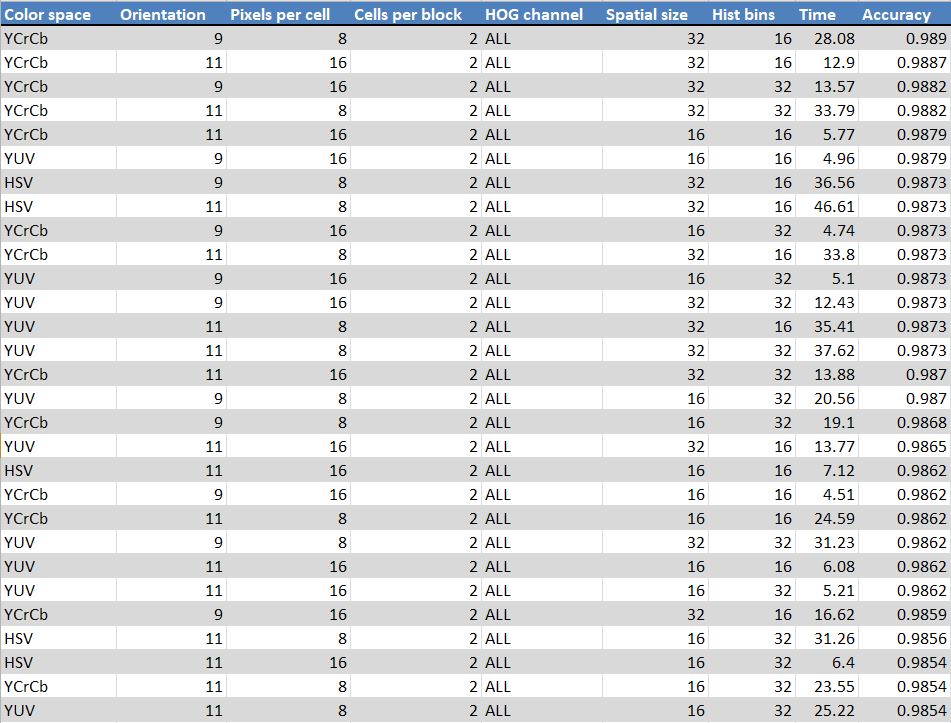 Color space Orientation Pixels per cell Cells per block HOG channel Spatial size Hist bins Time Accuracy
YCrCb 9 8 2 ALL 32 16 28.08 0.989
YCrCb 11 16 2 ALL 32 16 12.9 0.9887
YCrCb 9 16 2 ALL 32 32 13.57 0.9882
YCrCb 11 8 2 ALL 32 32 33.79 0.9882
YCrCb 11 16 2 ALL 16 16 5.77 0.9879
YUV 9 16 2 ALL 16 16 4.96 0.9879
HSV 9 8 2 ALL 32 16 36.56 0.9873
HSV 11 8 2 ALL 32 16 46.61 0.9873
YCrCb 9 16 2 ALL 16 32 4.74 0.9873
YCrCb 11 8 2 ALL 32 16 33.8 0.9873
YUV 9 16 2 ALL 16 32 5.1 0.9873
YUV 9 16 2 ALL 32 32 12.43 0.9873
YUV 11 8 2 ALL 32 16 35.41 0.9873
YUV 11 8 2 ALL 32 32 37.62 0.9873
YCrCb 11 16 2 ALL 32 32 13.88 0.987
YUV 9 8 2 ALL 16 32 20.56 0.987
YCrCb 9 8 2 ALL 16 32 19.1 0.9868
YUV 11 16 2 ALL 32 16 13.77 0.9865
HSV 11 16 2 ALL 16 16 7.12 0.9862
YCrCb 9 16 2 ALL 16 16 4.51 0.9862
YCrCb 11 8 2 ALL 16 16 24.59 0.9862
YUV 9 8 2 ALL 32 32 31.23 0.9862
YUV 11 16 2 ALL 16 16 6.08 0.9862
YUV 11 16 2 ALL 16 32 5.21 0.9862
YCrCb 9 16 2 ALL 32 16 16.62 0.9859
HSV 11 8 2 ALL 16 32 31.26 0.9856
HSV 11 16 2 ALL 16 32 6.4 0.9854
YCrCb 11 8 2 ALL 16 32 23.55 0.9854
YUV 11 8 2 ALL 16 32 25.22 0.9854